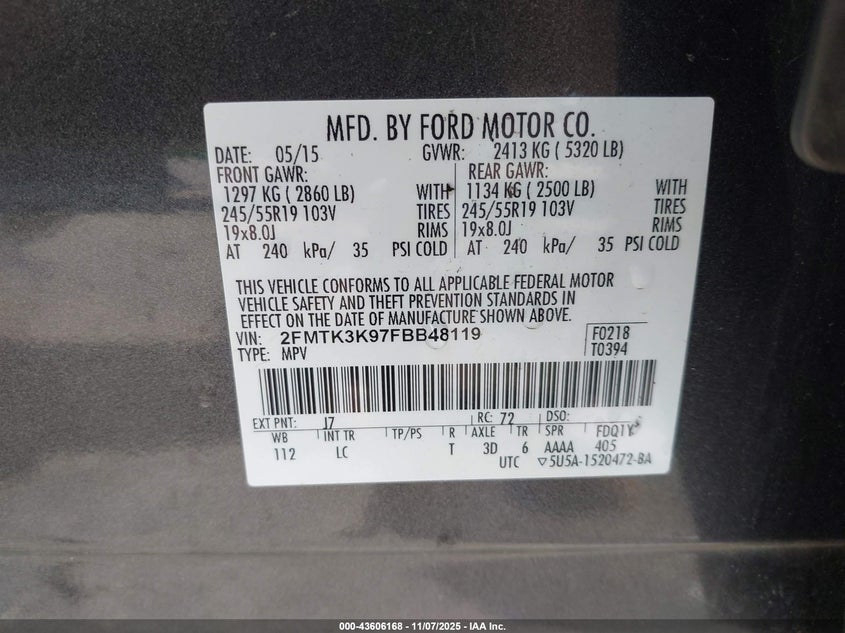 MFD. BY FORD MOTOR CO.
DATE: 05/15 GVWR: 2413 KG ( 5320 LB)
FRONT GAWR: REAR GAWR:
1297 KG ( 2860 LB) WITH 1134 KG ( 2500 LB) WITH
245/55R19 103V TIRES 245/55R19 103V TIRES
19x8.0J RIMS 19x8.0J RIMS
AT 240 kPa/ 35 PSI COLD AT 240 kPa/ 35 PSI COLD
THIS VEHICLE CONFORMS TO ALL APPLICABLE FEDERAL MOTOR
VEHICLE SAFETY AND THEFT PREVENTION STANDARDS IN
EFFECT ON THE DATE OF MANUFACTURE SHOWN ABOVE.
VIN: 2FMTK3K97FBB48119 F0218
TYPE: MPV T0394
EXT PNT: J7 RC: 72 DSO:
WB INT TR TP/PS R AXLE TR SPR FDQ1Y
112 LC T 3D 6 AAAA 405
UTC ▽5U5A-1520472-BA
000-43606168 - 11/07/2025 - IAA Inc.